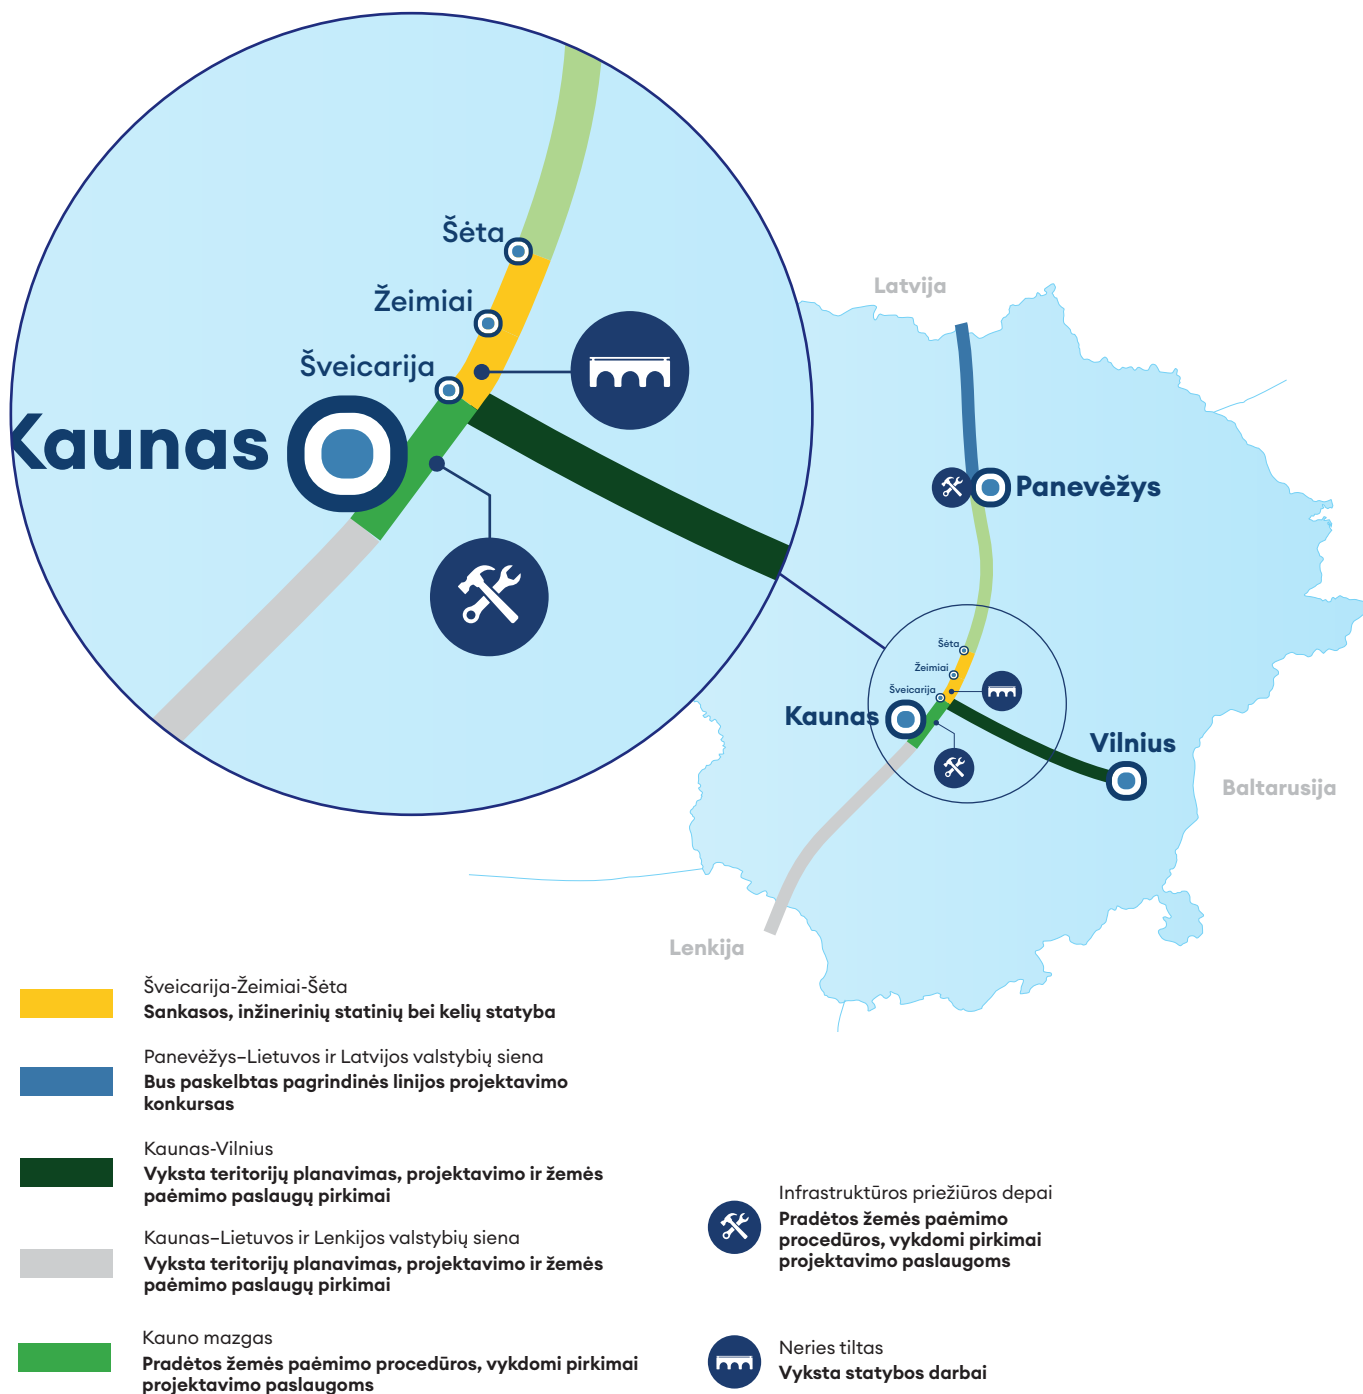 Šėta
Žeimiai
Šveicarija
Kaunas
Latvija
Panevėžys
Šėta
Žeimiai
Šveicarija
Kaunas
Vilnius
Baltarusija
Lenkija
Šveicarija-Žeimiai-Šėta
Sankasos, inžinerinių statinių bei kelių statyba
Panevėžys–Lietuvos ir Latvijos valstybių siena
Bus paskelbtas pagrindinės linijos projektavimo
konkursas
Kaunas-Vilnius
Vyksta teritorijų planavimas, projektavimo ir žemės
paėmimo paslaugų pirkimai
Kaunas–Lietuvos ir Lenkijos valstybių siena
Vyksta teritorijų planavimas, projektavimo ir žemės
paėmimo paslaugų pirkimai
Kauno mazgas
Pradėtos žemės paėmimo procedūros, vykdomi pirkimai
projektavimo paslaugoms
Infrastruktūros priežiūros depai
Pradėtos žemės paėmimo
procedūros, vykdomi pirkimai
projektavimo paslaugoms
Neries tiltas
Vyksta statybos darbai